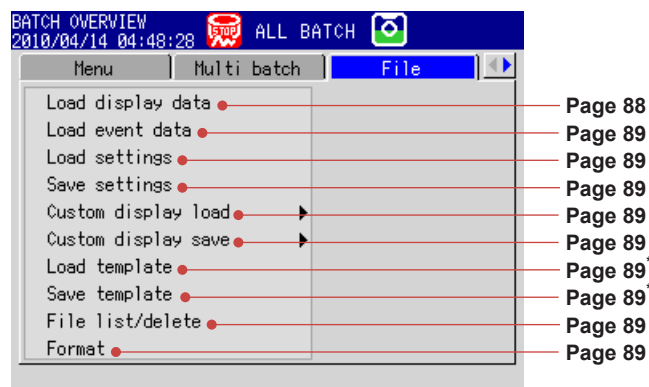 BATCH OVERVIEW
2010/04/14 04:48:28 STOP ALL BATCH
Menu Multi batch File
Load display data Page 88
Load event data Page 89
Load settings Page 89
Save settings Page 89
Custom display load Page 89
Custom display save Page 89
Load template Page 89*
Save template Page 89*
File list/delete Page 89
Format Page 89